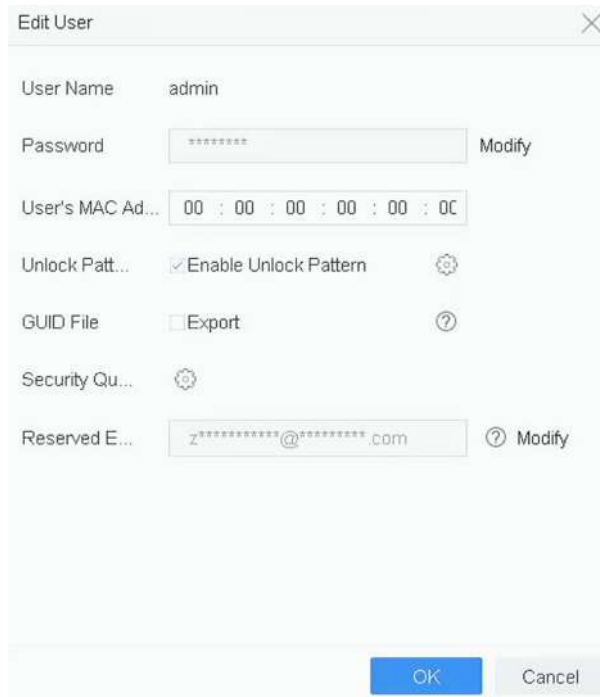 Edit User
User Name admin
Password ******** Modify
User's MAC Ad... 00 : 00 : 00 : 00 : 00 : 00
Unlock Patt... Enable Unlock Pattern
GUID File Export ?
Security Qu...
Reserved E... z***********@*********.com ? Modify
OK Cancel